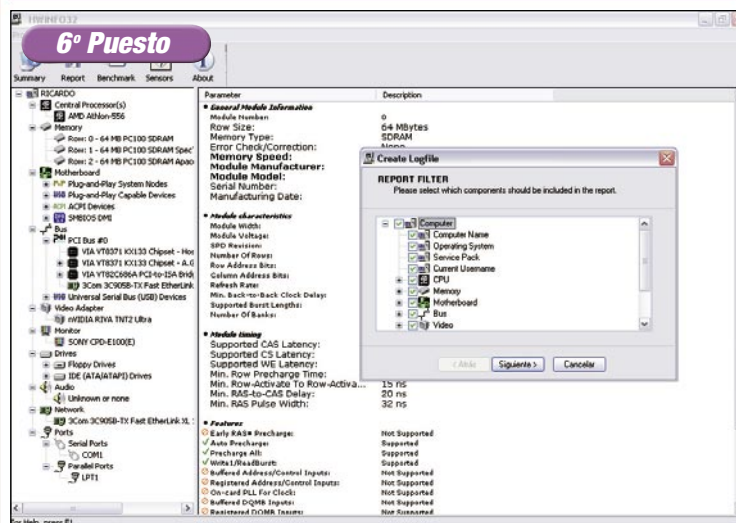 HWiNFO32
6º Puesto
Summary
Report
Benchmark
Sensors
About
RICARDO
Central Processor(s)
AMD Athlon-556
Memory
Row: 0 - 64 MB PC100 SDRAM
Row: 1 - 64 MB PC100 SDRAM Spec
Row: 2 - 64 MB PC100 SDRAM Apac
Motherboard
PnP Plug-and-Play System Nodes
Plug-and-Play Capable Devices
ACPI ACPI Devices
SMBIOS DMI
Bus
PCI Bus #0
VIA VT8371 KX133 Chipset - Hos
VIA VT8371 KX133 Chipset - A.G
VIA VT82C686A PCI-to-ISA Bridg
3Com 3C905B-TX Fast EtherLink
Universal Serial Bus (USB) Devices
Video Adapter
nVIDIA RIVA TNT2 Ultra
Monitor
SONY CPD-E100(E)
Drives
Floppy Drives
IDE (ATA/ATAPI) Drives
Audio
Unknown or none
Network
3Com 3C905B-TX Fast EtherLink XL
Ports
Serial Ports
COM1
Parallel Ports
LPT1
Parameter Description
General Module Information
Module Number: 0
Row Size: 64 MBytes
Memory Type: SDRAM
Error Check/Correction: None
Memory Speed:
Module Manufacturer:
Module Model:
Serial Number:
Manufacturing Date:
Module characteristics
Module Width:
Module Voltage:
SPD Revision:
Number Of Rows:
Row Address Bits:
Column Address Bits:
Refresh Rate:
Min. Back-to-Back Clock Delay:
Supported Burst Lengths:
Number Of Banks:
Module timing
Supported CAS Latency:
Supported CS Latency:
Supported WE Latency:
Min. Row Precharge Time:
Min. Row-Activate To Row-Activa... 15 ns
Min. RAS-to-CAS Delay: 20 ns
Min. RAS Pulse Width: 32 ns
Features
Early RAS# Precharge: Not Supported
Auto Precharge: Supported
Precharge All: Supported
Write1/ReadBurst: Supported
Buffered Address/Control Inputs: Not Supported
Registered Address/Control Inputs: Not Supported
On-card PLL For Clock: Not Supported
Buffered DQMB Inputs: Not Supported
Registered DQMB Inputs: Not Supported
Create Logfile
REPORT FILTER
Please select which components should be included in the report.
Computer
Computer Name
Operating System
Service Pack
Current Username
CPU
Memory
Motherboard
Bus
Video
< Atrás
Siguiente >
Cancelar
For Help, press F1